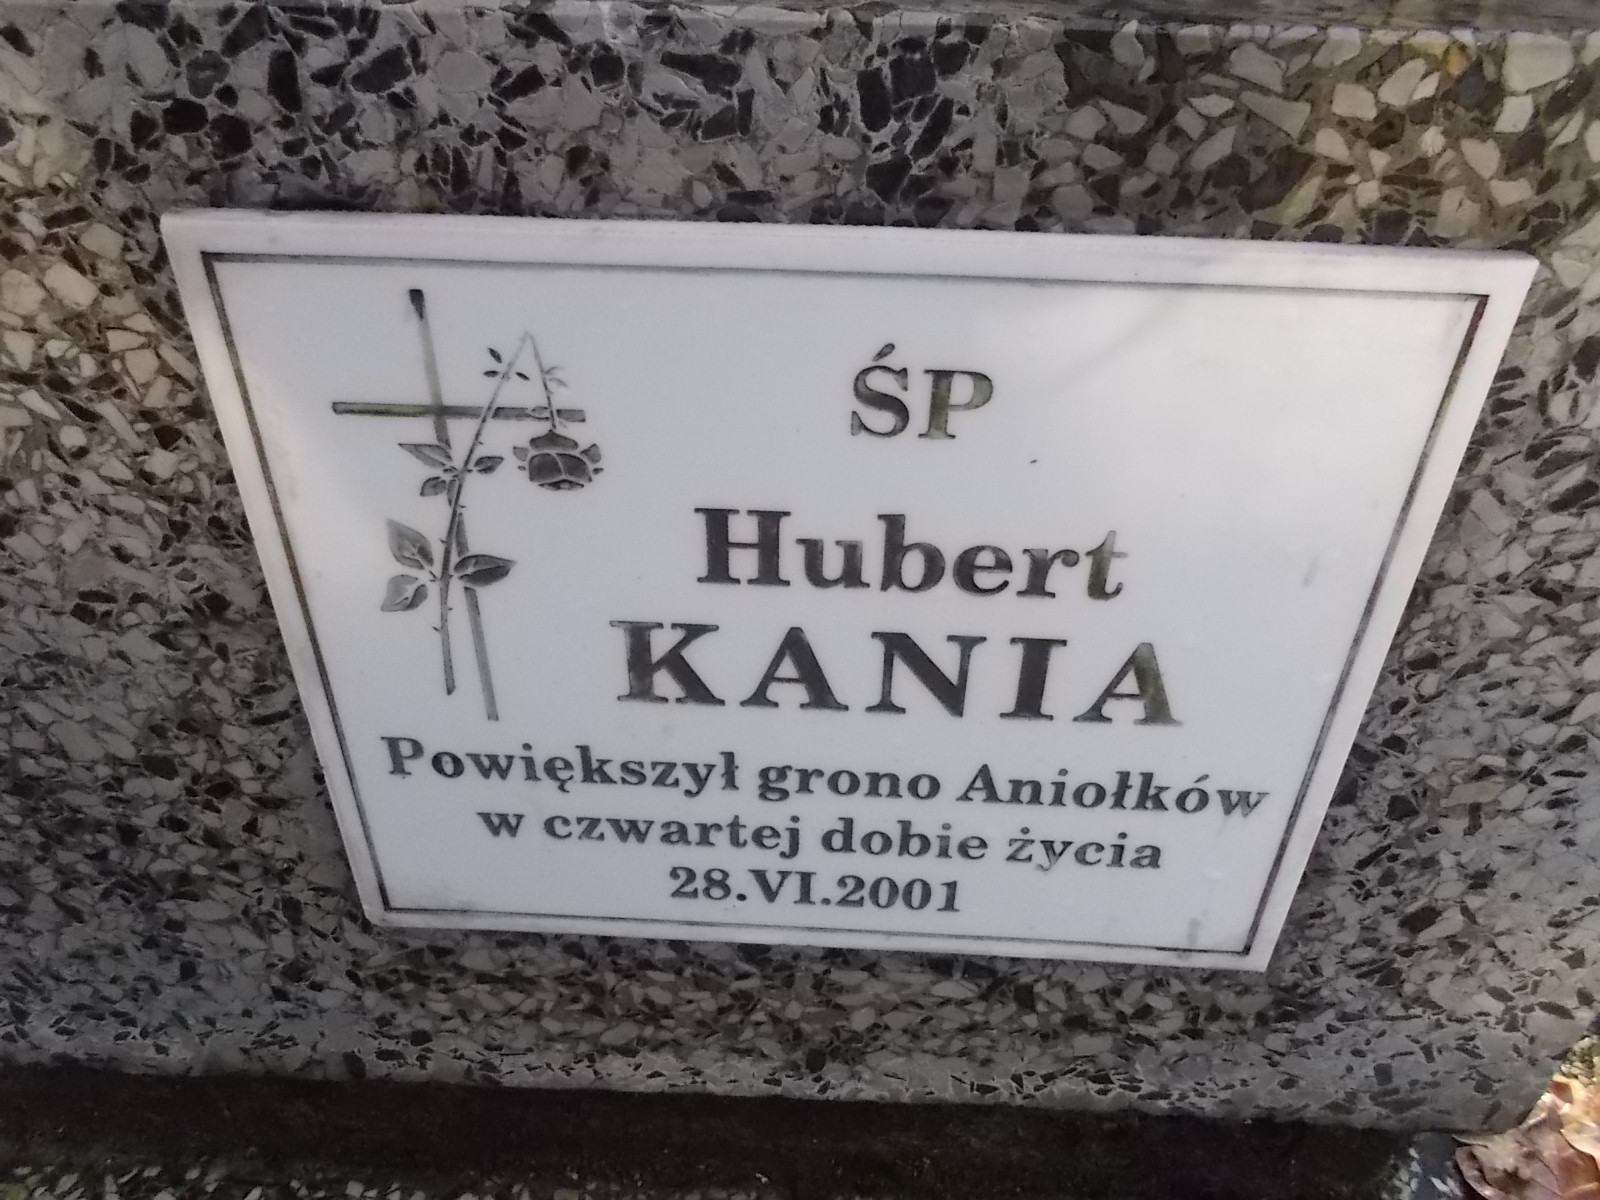 ŚP
Hubert
KANIA
Powiększył grono Aniołków
w czwartej dobie życia
28.VI.2001